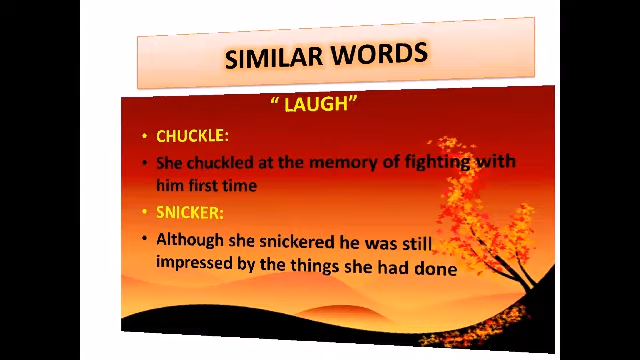 SIMILAR WORDS
“ LAUGH”
• CHUCKLE:
• She chuckled at the memory of fighting with
him first time
• SNICKER:
• Although she snickered he was still
impressed by the things she had done